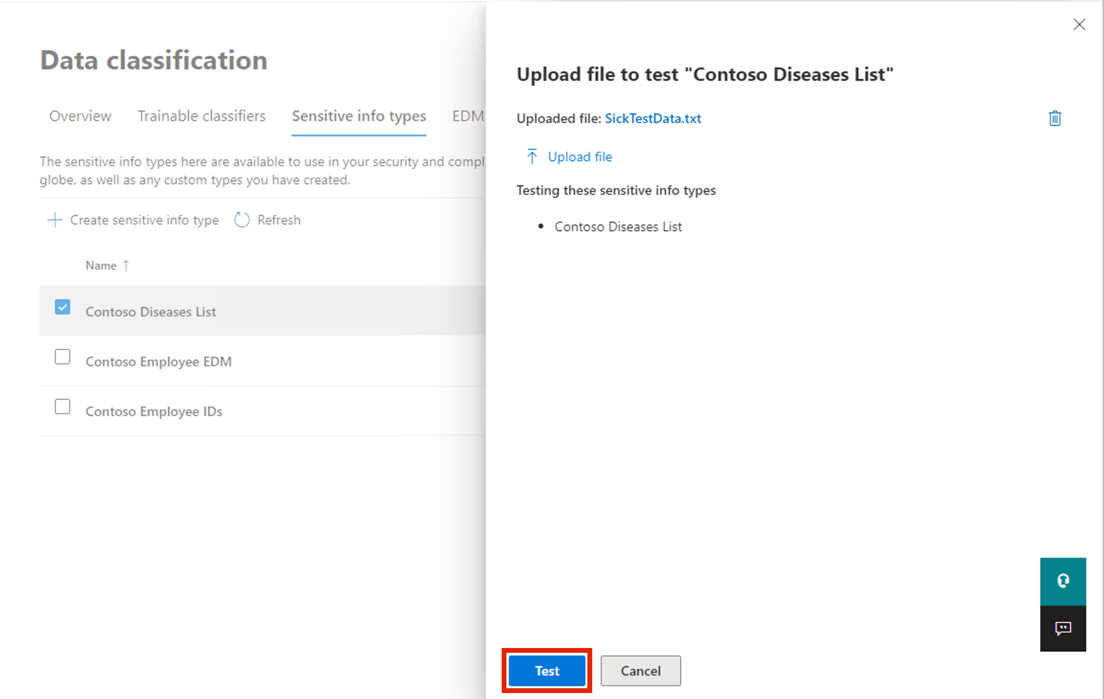 Data classification
Overview Trainable classifiers Sensitive info types EDM
The sensitive info types here are available to use in your security and compl
globe, as well as any custom types you have created.
Create sensitive info type Refresh
Name ↑
Contoso Diseases List
Contoso Employee EDM
Contoso Employee IDs
Upload file to test "Contoso Diseases List"
Uploaded file: SickTestData.txt
Upload file
Testing these sensitive info types
• Contoso Diseases List
Test Cancel